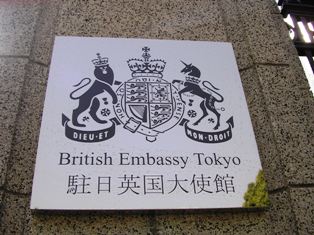 DIEU·ET
MON·DROIT
British Embassy Tokyo
駐日英国大使館